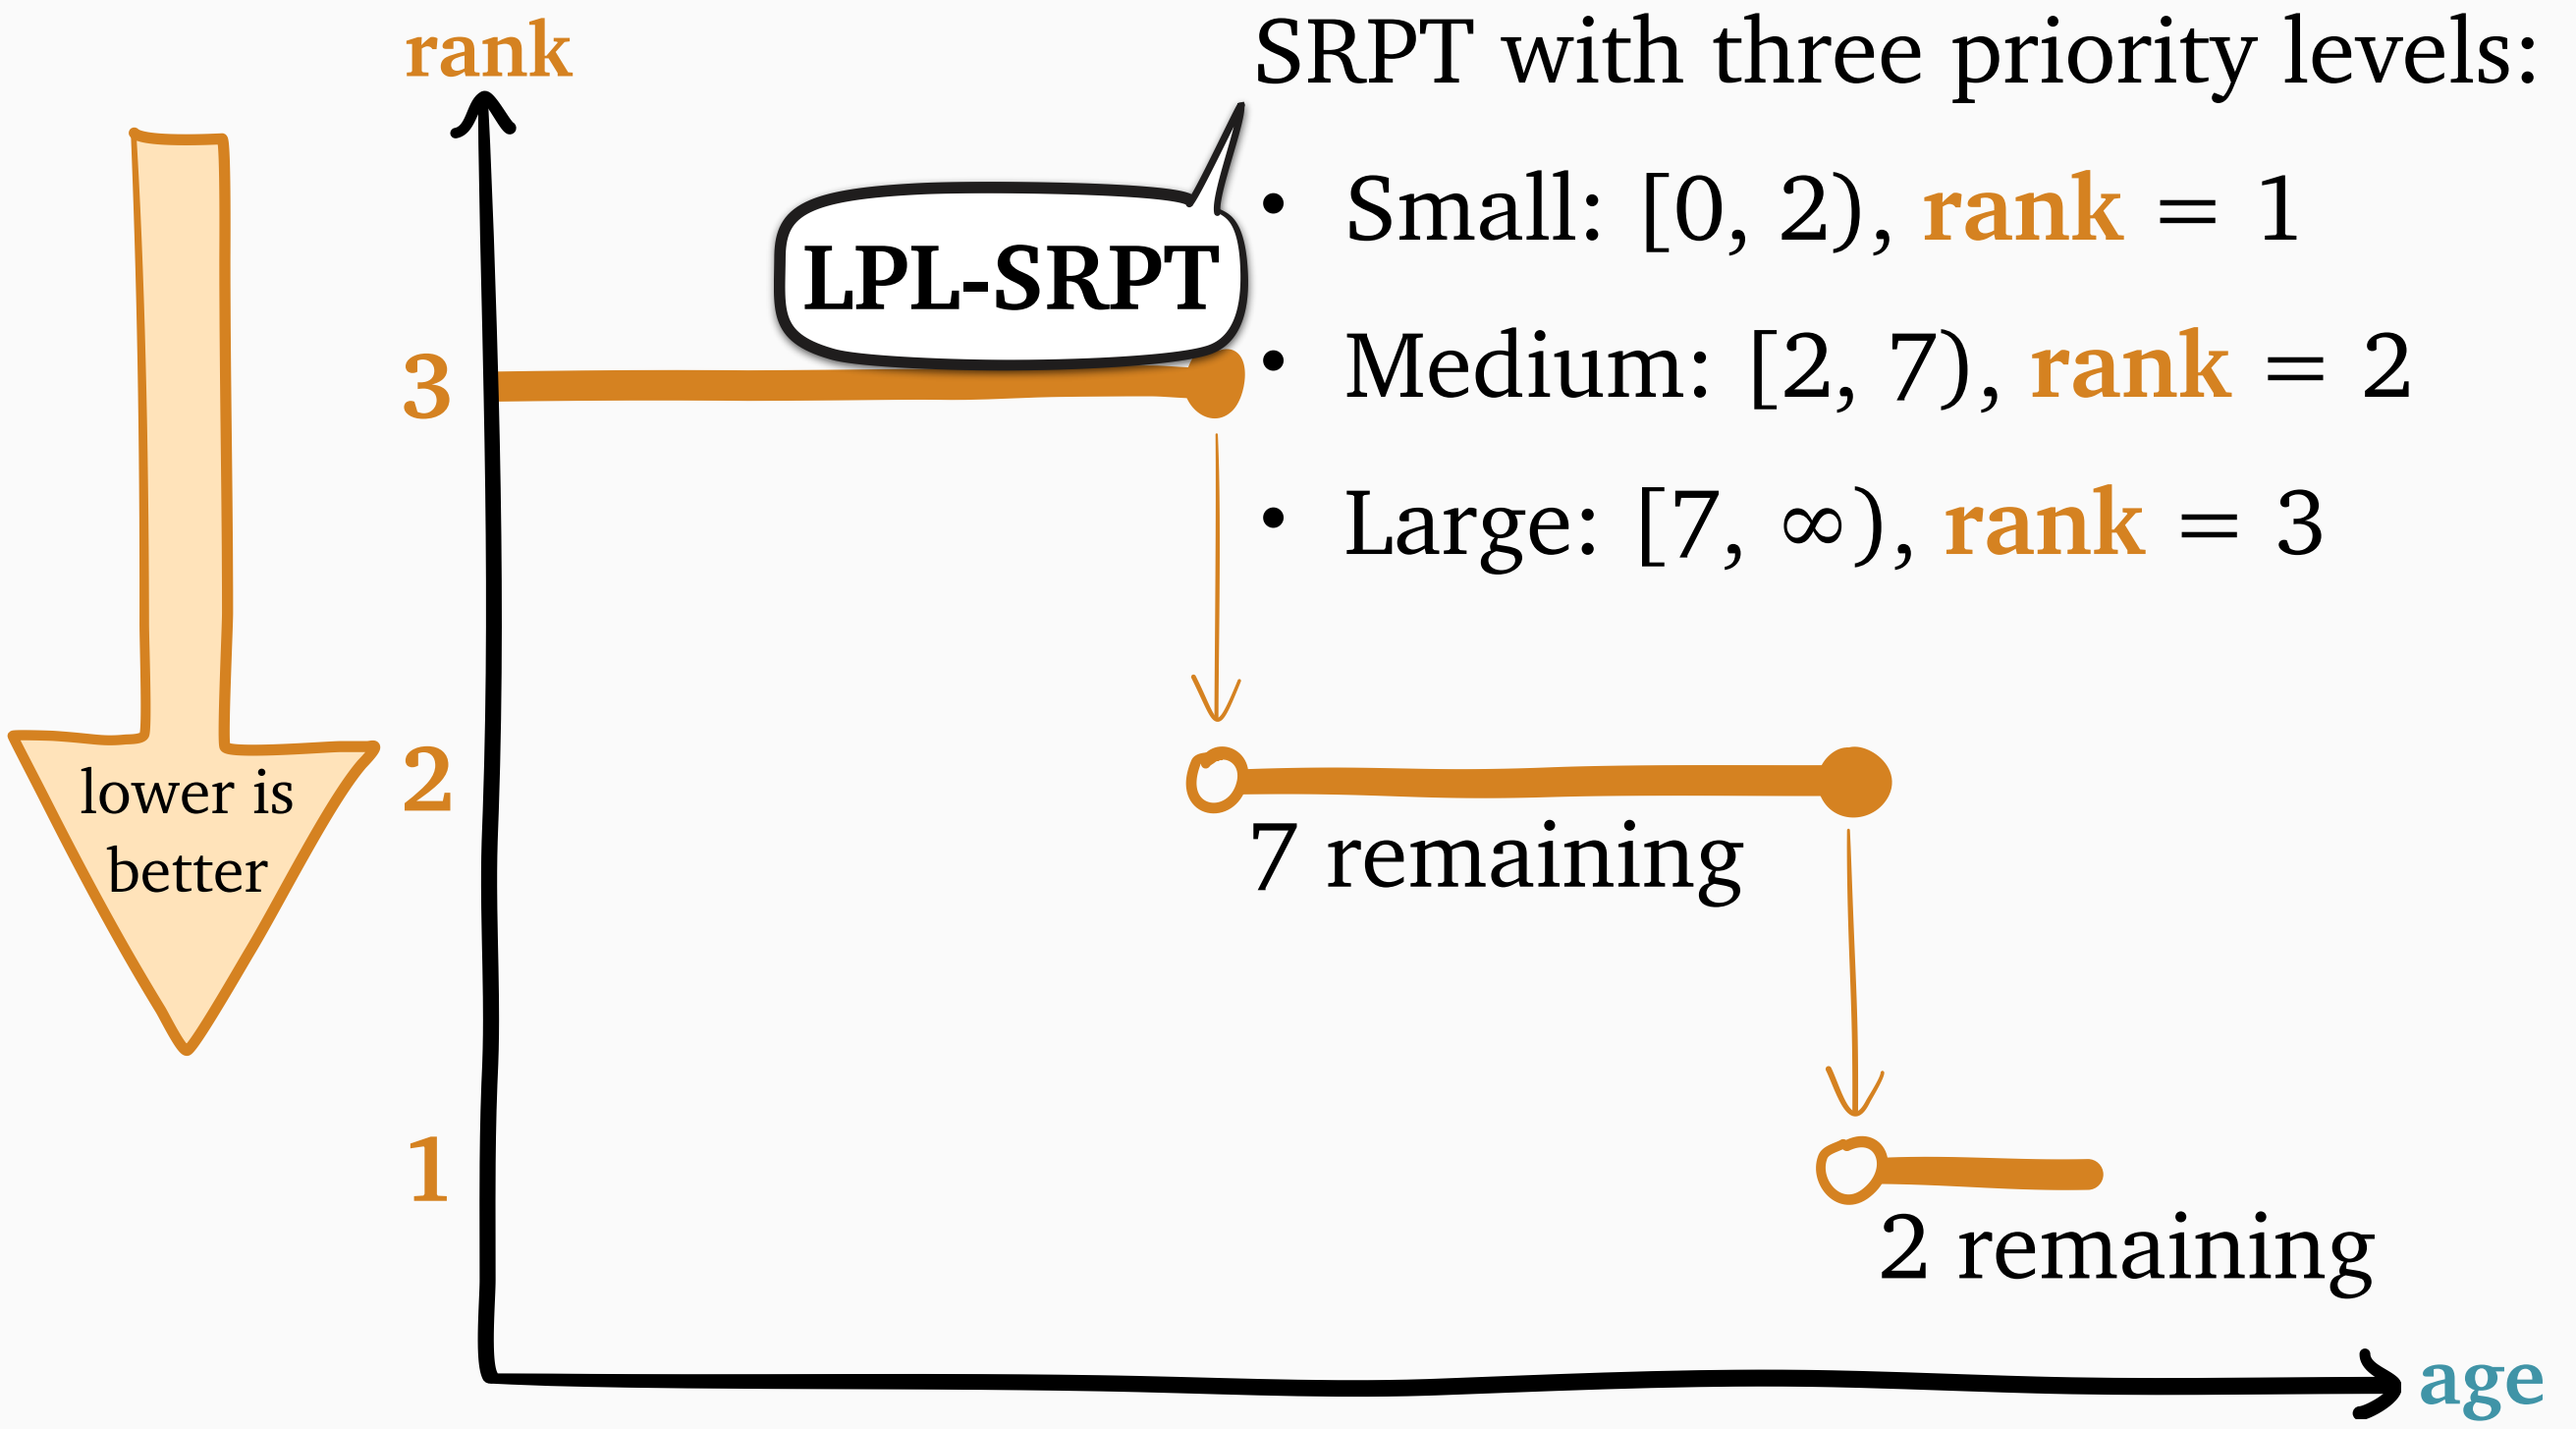 rank
SRPT with three priority levels:
• Small: [0, 2), rank = 1
LPL-SRPT
• Medium: [2, 7), rank = 2
3
• Large: [7, ∞), rank = 3
2
lower is
better
7 remaining
1
2 remaining
age